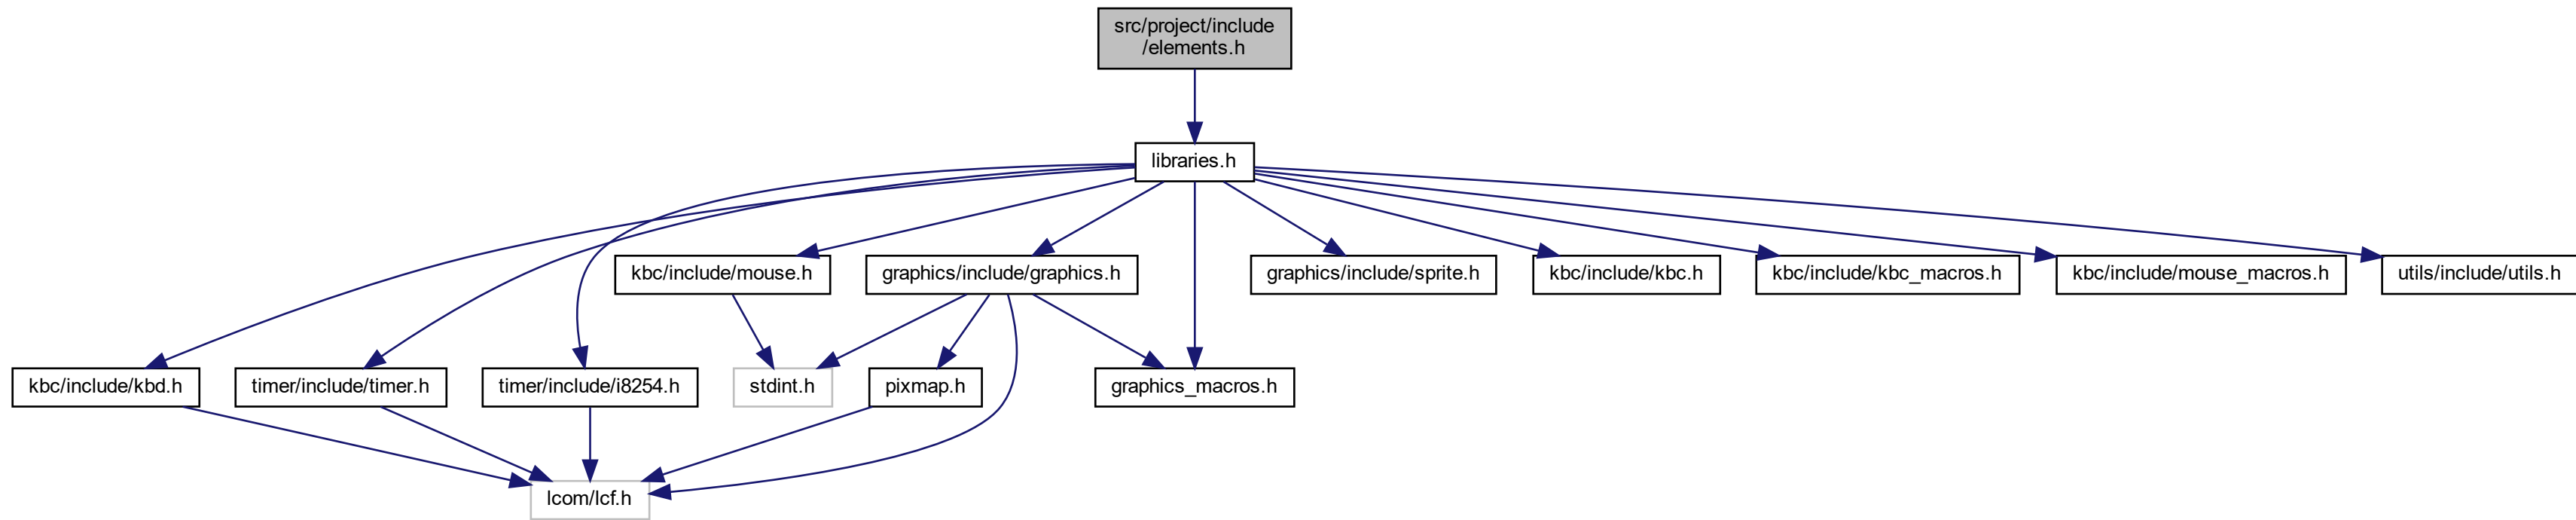 src/project/include
/elements.h
libraries.h
kbc/include/mouse.h
graphics/include/graphics.h
graphics/include/sprite.h
kbc/include/kbc.h
kbc/include/kbc_macros.h
kbc/include/mouse_macros.h
utils/include/utils.h
kbc/include/kbd.h
timer/include/timer.h
timer/include/i8254.h
stdint.h
pixmap.h
graphics_macros.h
lcom/lcf.h